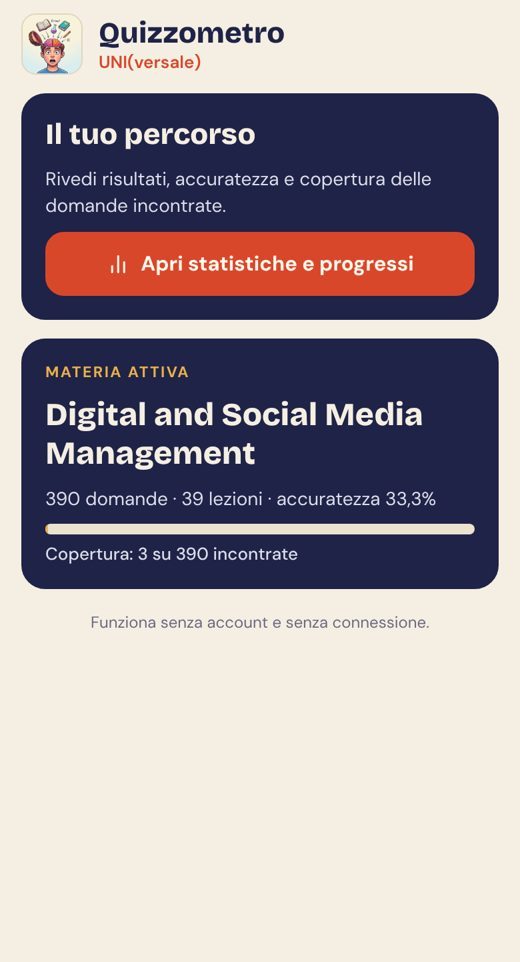 Quizzometro
UNI(versale)
Il tuo percorso
Rivedi risultati, accuratezza e copertura delle
domande incontrate.
Apri statistiche e progressi
MATERIA ATTIVA
Digital and Social Media
Management
390 domande · 39 lezioni · accuratezza 33,3%
Copertura: 3 su 390 incontrate
Funziona senza account e senza connessione.